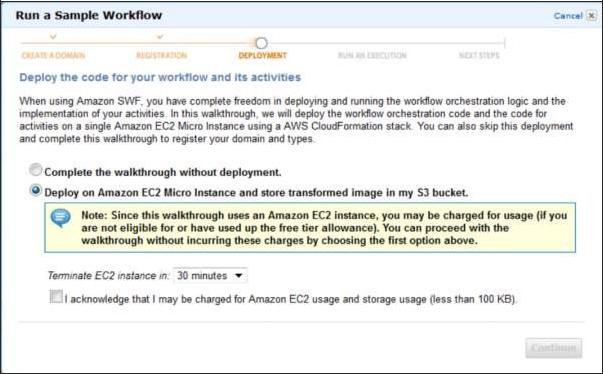 Run a Sample Workflow
Cancel
CREATE A DOMAIN
REGISTRATION
DEPLOYMENT
RUN AN EXECUTION
NEXT STEPS
Deploy the code for your workflow and its activities
When using Amazon SWF, you have complete freedom in deploying and running the workflow orchestration logic and the
implementation of your activities. In this walkthrough, we will deploy the workflow orchestration code and the code for
activities on a single Amazon EC2 Micro Instance using a AWS CloudFormation stack. You can also skip this deployment
and complete this walkthrough to register your domain and types.
Complete the walkthrough without deployment.
Deploy on Amazon EC2 Micro Instance and store transformed image in my S3 bucket.
Note: Since this walkthrough uses an Amazon EC2 instance, you may be charged for usage (if you
are not eligible for or have used up the free tier allowance). You can proceed with the
walkthrough without incurring these charges by choosing the first option above.
Terminate EC2 instance in: 30 minutes
I acknowledge that I may be charged for Amazon EC2 usage and storage usage (less than 100 KB).
Continue